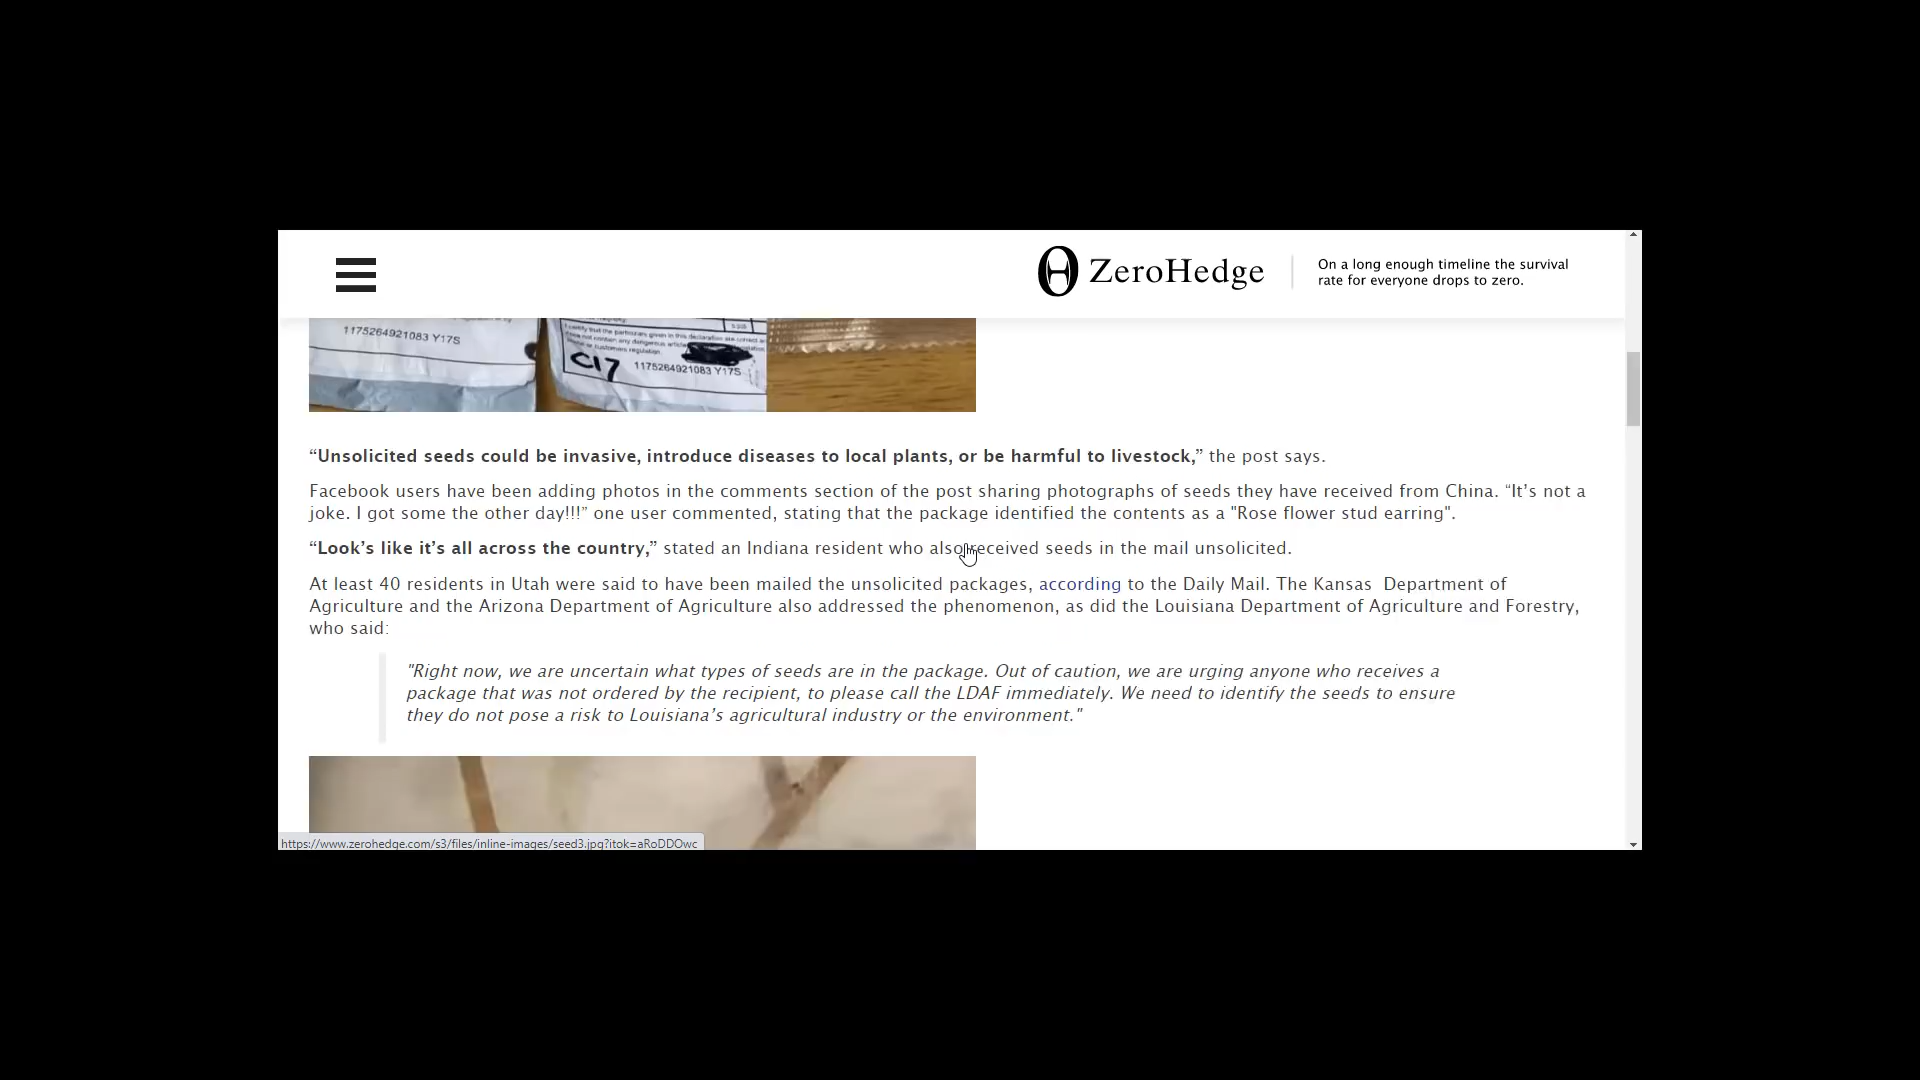 ZeroHedge
On a long enough timeline the survival
rate for everyone drops to zero.
1175264921083 Y17S
C17
1175264921083 Y17S
“Unsolicited seeds could be invasive, introduce diseases to local plants, or be harmful to livestock,” the post says.
Facebook users have been adding photos in the comments section of the post sharing photographs of seeds they have received from China. “It’s not a
joke. I got some the other day!!!” one user commented, stating that the package identified the contents as a "Rose flower stud earring".
“Look’s like it’s all across the country,” stated an Indiana resident who also received seeds in the mail unsolicited.
At least 40 residents in Utah were said to have been mailed the unsolicited packages, according to the Daily Mail. The Kansas  Department of
Agriculture and the Arizona Department of Agriculture also addressed the phenomenon, as did the Louisiana Department of Agriculture and Forestry,
who said:
"Right now, we are uncertain what types of seeds are in the package. Out of caution, we are urging anyone who receives a
package that was not ordered by the recipient, to please call the LDAF immediately. We need to identify the seeds to ensure
they do not pose a risk to Louisiana’s agricultural industry or the environment."
https://www.zerohedge.com/s3/files/inline-images/seed3.jpg?itok=aRoDDOwc